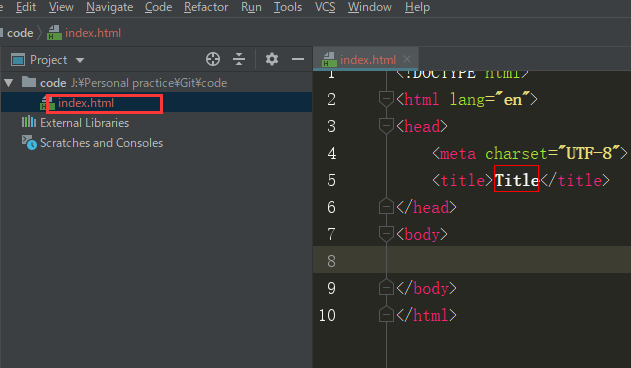 Edit View Navigate Code Refactor Run Tools VCS Window Help
code index.html
Project
index.html
code J:¥Personal practice¥Git¥code
index.html
External Libraries
Scratches and Consoles
1 <!DOCTYPE html>
2 <html lang="en">
3 <head>
4 <meta charset="UTF-8">
5 <title>Title</title>
6 </head>
7 <body>
8
9 </body>
10 </html>